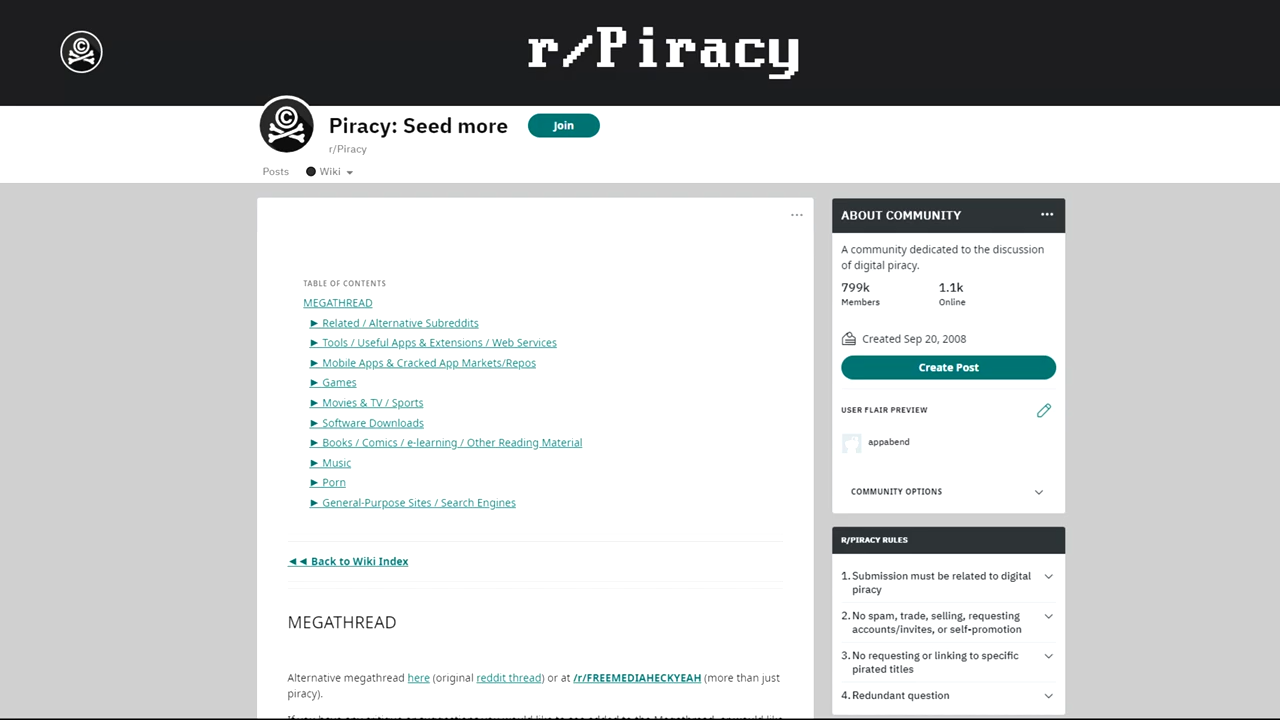 r/Piracy
Piracy: Seed more
Join
r/Piracy
Posts
Wiki
TABLE OF CONTENTS
MEGATHREAD
► Related / Alternative Subreddits
► Tools / Useful Apps & Extensions / Web Services
► Mobile Apps & Cracked App Markets/Repos
► Games
► Movies & TV / Sports
► Software Downloads
► Books / Comics / e-learning / Other Reading Material
► Music
► Porn
► General-Purpose Sites / Search Engines
◄◄ Back to Wiki Index
MEGATHREAD
Alternative megathread here (original reddit thread) or at /r/FREEMEDIAHECKYEAH (more than just
piracy).
ABOUT COMMUNITY
A community dedicated to the discussion
of digital piracy.
799k 1.1k
Members Online
Created Sep 20, 2008
Create Post
USER FLAIR PREVIEW
appabend
COMMUNITY OPTIONS
R/PIRACY RULES
1. Submission must be related to digital
piracy
2. No spam, trade, selling, requesting
accounts/invites, or self-promotion
3. No requesting or linking to specific
pirated titles
4. Redundant question